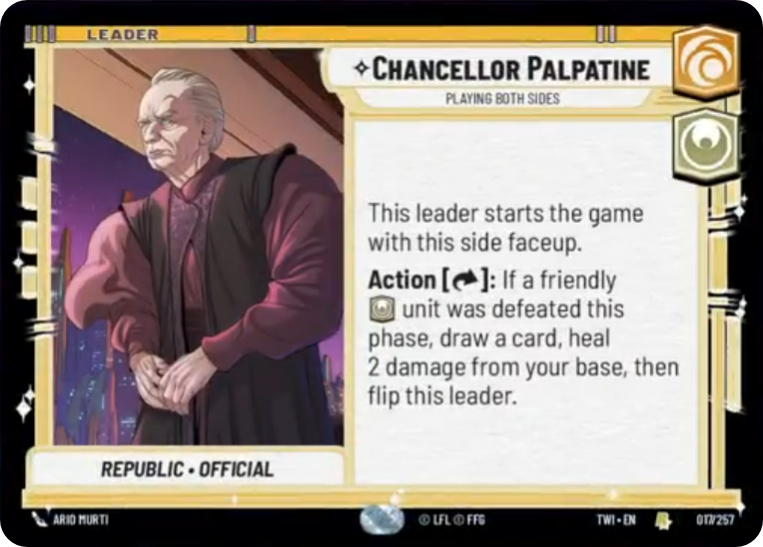 LEADER
CHANCELLOR PALPATINE
PLAYING BOTH SIDES
This leader starts the game
with this side faceup.
Action [ ]: If a friendly
unit was defeated this
phase, draw a card, heal
2 damage from your base, then
flip this leader.
REPUBLIC • OFFICIAL
ARIO MURTI
© LFL © FFG
TWI • EN
017/257